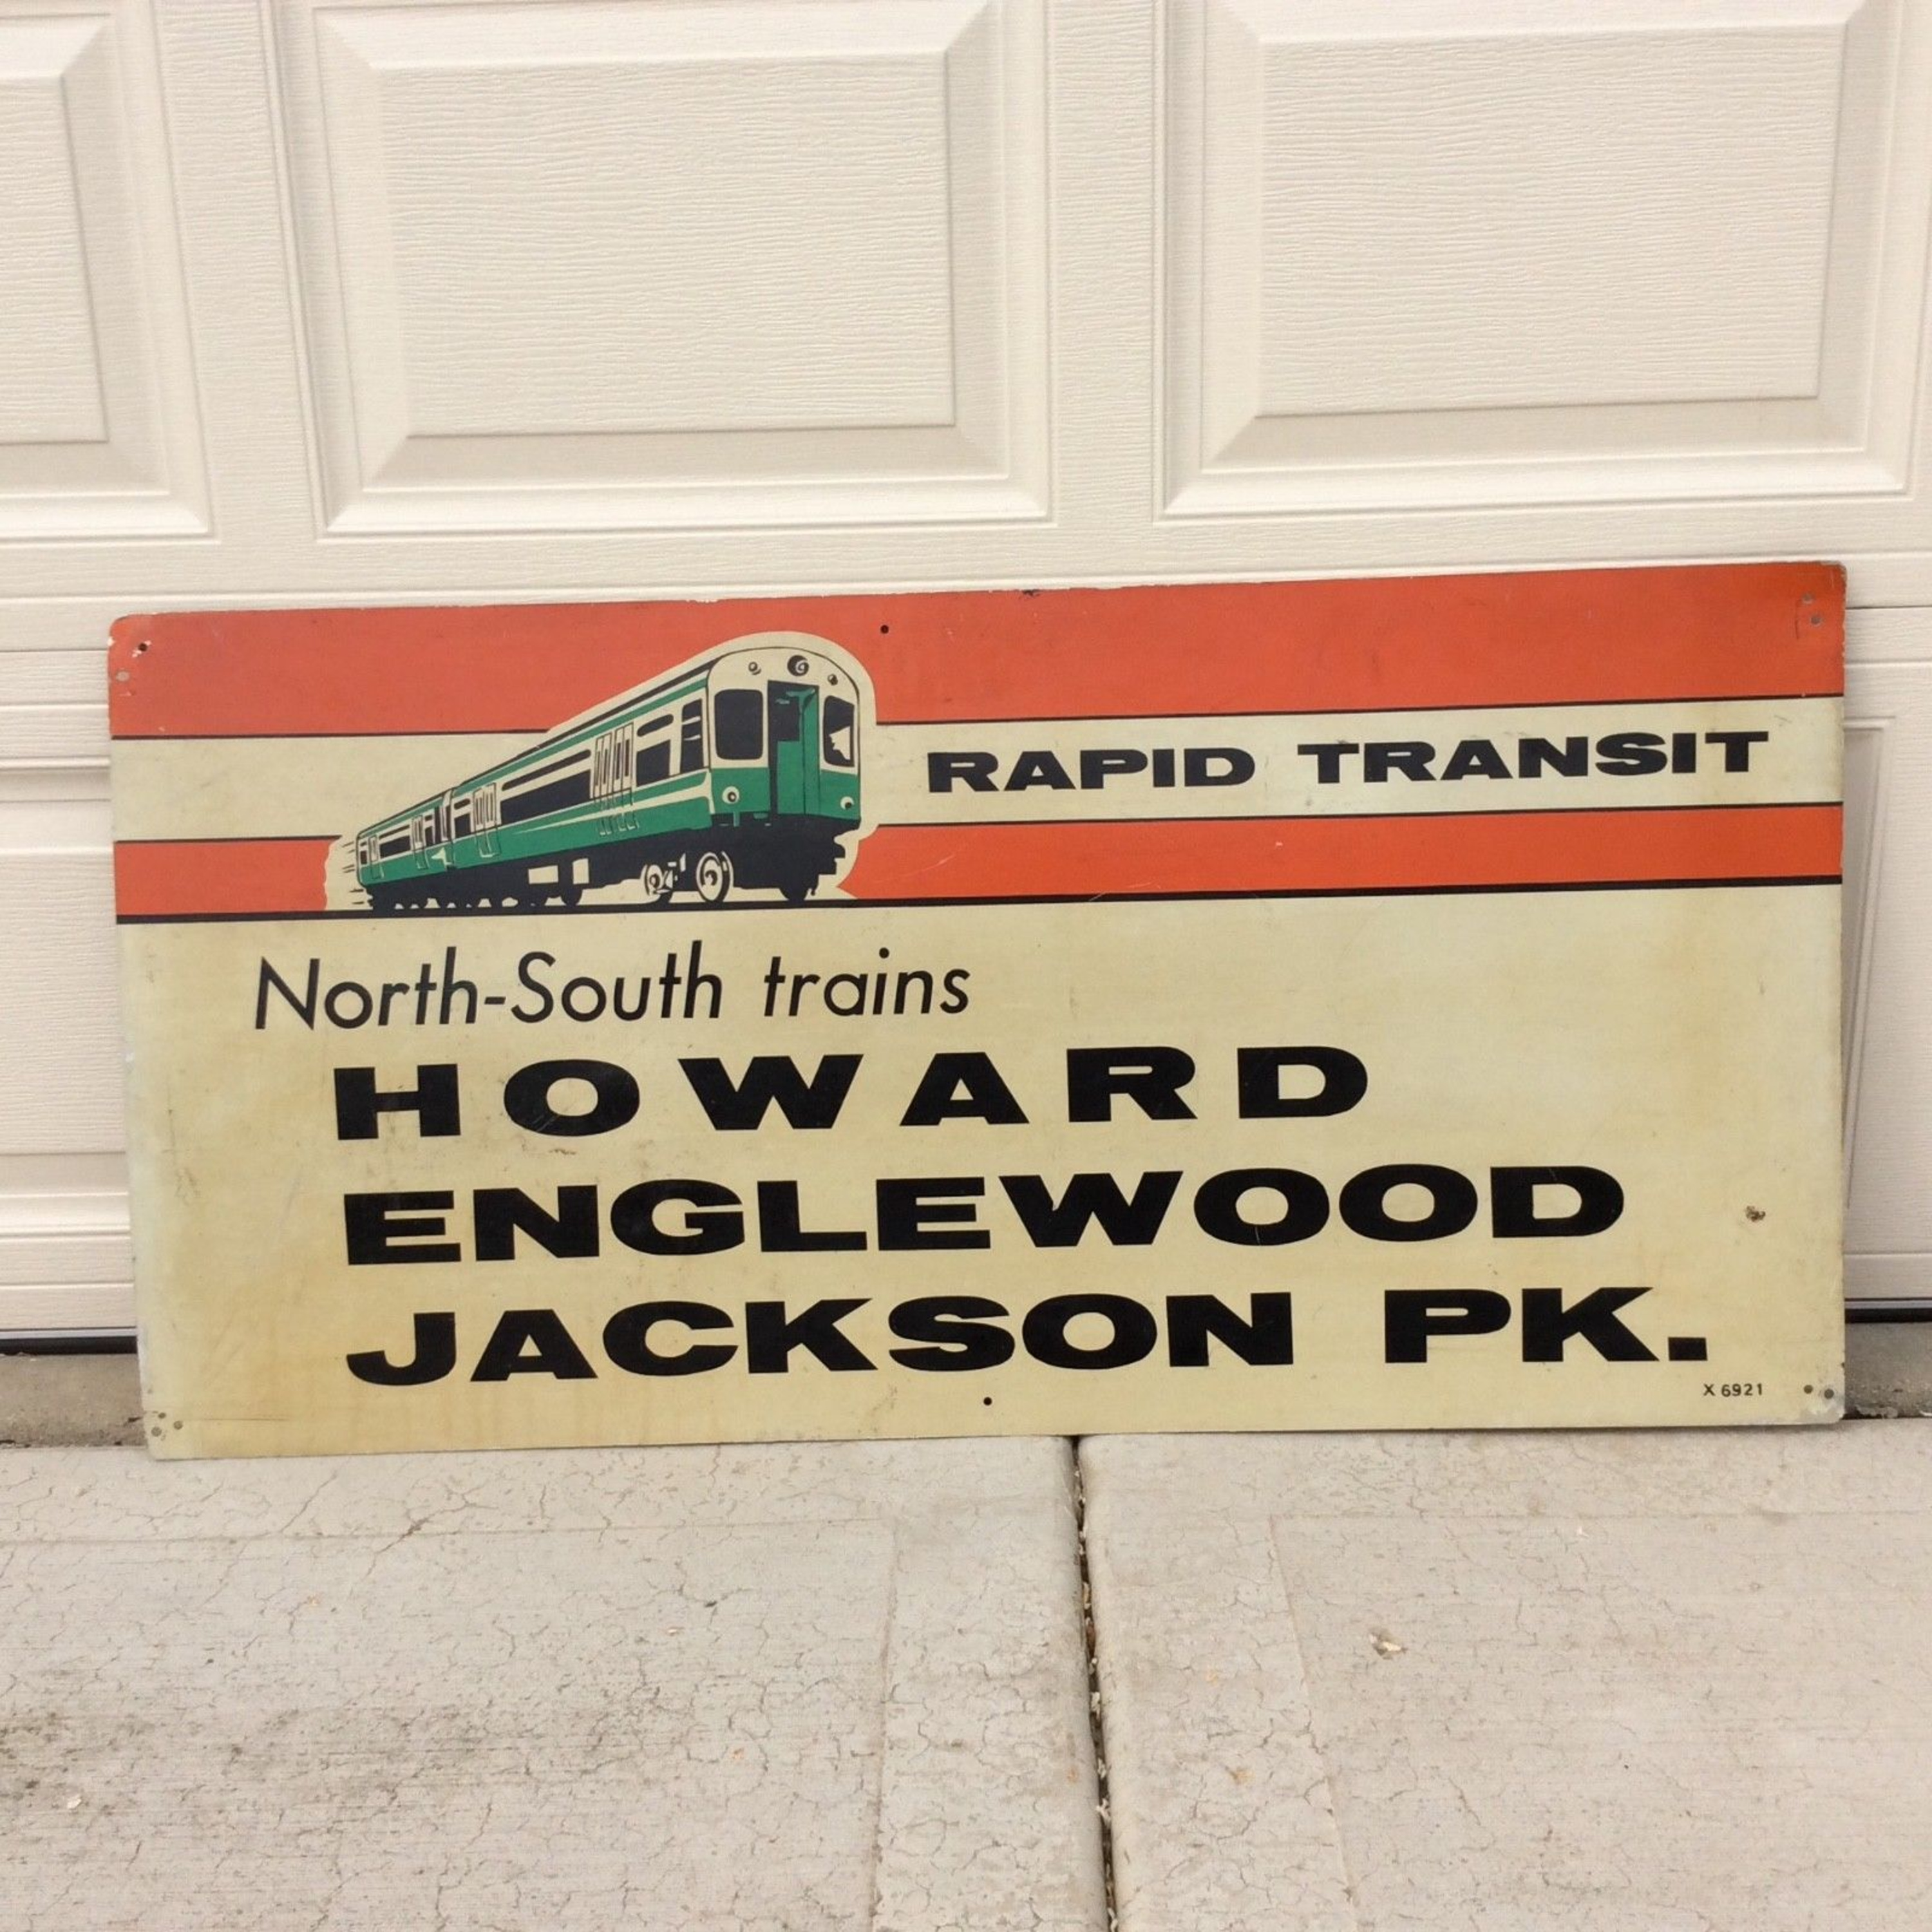 RAPID TRANSIT
North-South trains
HOWARD
ENGLEWOOD
JACKSON PK.
X 6921